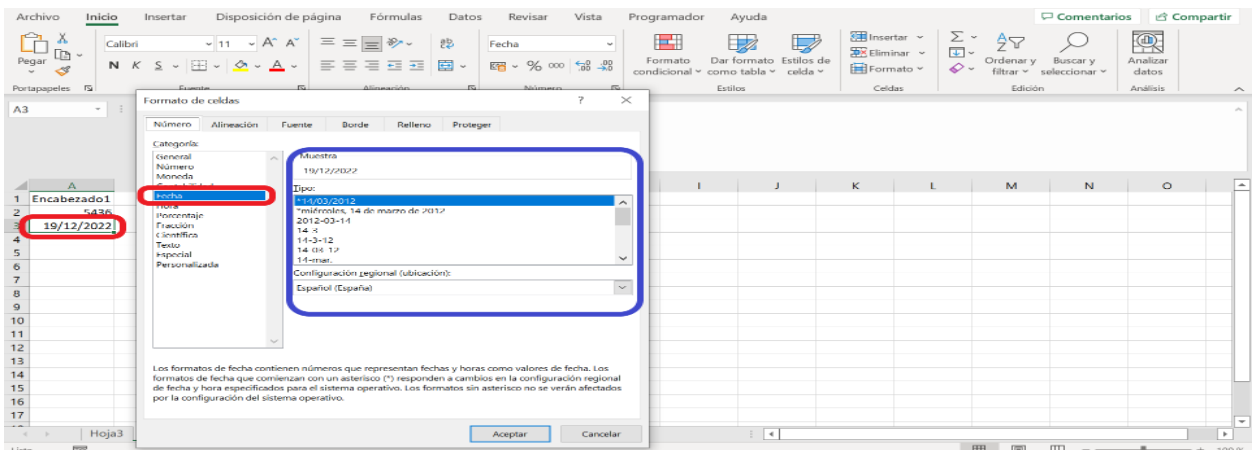 Archivo Inicio Insertar Disposición de página Fórmulas Datos Revisar Vista Programador Ayuda Comentarios Compartir
Pegar
Calibri 11
N K S
Fecha
% 000
Formato condicional
Dar formato como tabla
Estilos de celda
Insertar
Eliminar
Formato
Ordenar y filtrar
Buscar y seleccionar
Analizar datos
Portapapeles Fuente Alineación Número Estilos Celdas Edición Análisis
A3
Formato de celdas ? ×
Número Alineación Fuente Borde Relleno Proteger
Categoría:
General
Número
Moneda
Fecha
Hora
Porcentaje
Fracción
Científica
Texto
Especial
Personalizada
Muestra
19/12/2022
Tipo:
*14/03/2012
*miércoles, 14 de marzo de 2012
2012-03-14
14-3
14-3-12
14-03-12
14-mar.
Configuración regional (ubicación):
Español (España)
Los formatos de fecha contienen números que representan fechas y horas como valores de fecha. Los
formatos de fecha que comienzan con un asterisco (*) responden a cambios en la configuración regional
de fecha y hora especificados para el sistema operativo. Los formatos sin asterisco no se verán afectados
por la configuración del sistema operativo.
Aceptar Cancelar
A I J K L M N O
1 Encabezado1
2 5436
3 19/12/2022
4
5
6
7
8
9
10
11
12
13
14
15
16
17
Hoja3
100 %